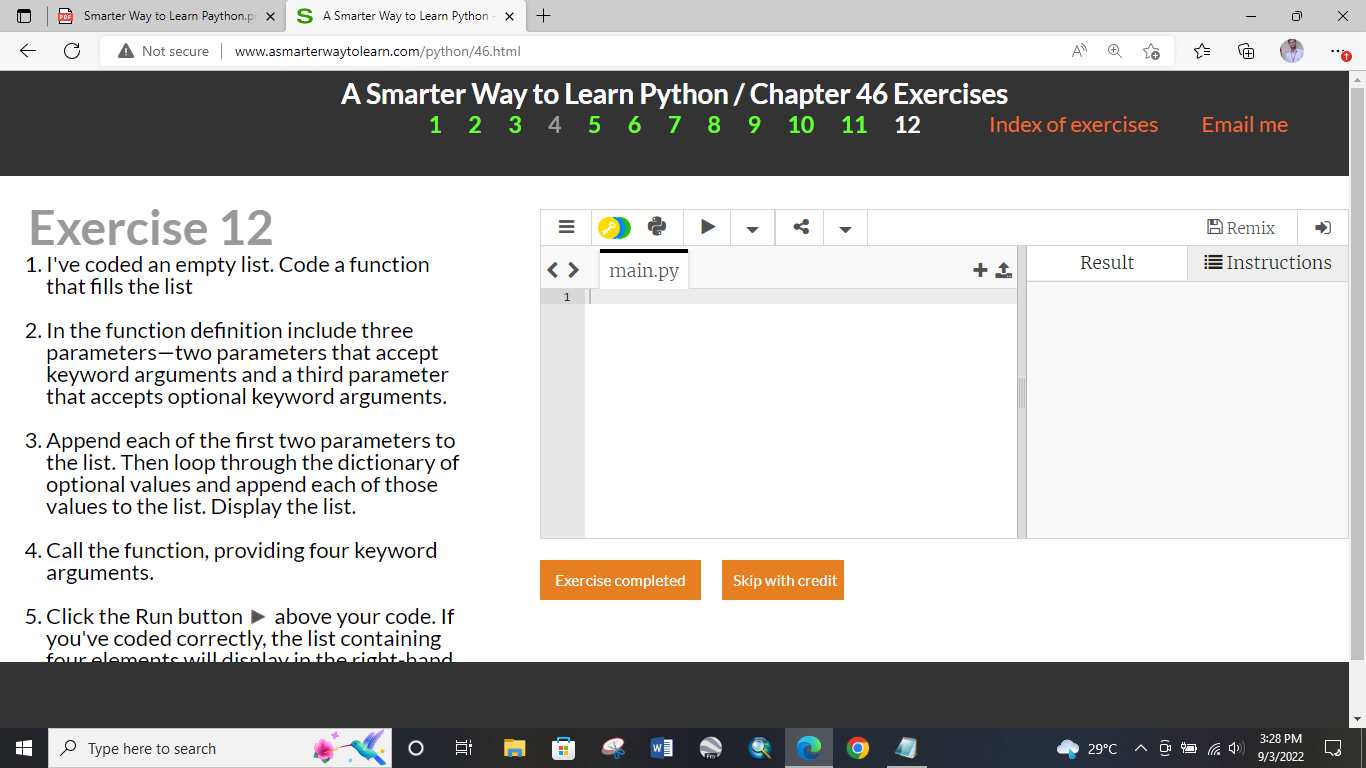 Smarter Way to Learn Paython.p
A Smarter Way to Learn Python -
Not secure
www.asmarterwaytolearn.com/python/46.html
A Smarter Way to Learn Python / Chapter 46 Exercises
1 2 3 4 5 6 7 8 9 10 11 12 Index of exercises Email me
Exercise 12
1. I've coded an empty list. Code a function
that fills the list
2. In the function definition include three
parameters—two parameters that accept
keyword arguments and a third parameter
that accepts optional keyword arguments.
3. Append each of the first two parameters to
the list. Then loop through the dictionary of
optional values and append each of those
values to the list. Display the list.
4. Call the function, providing four keyword
arguments.
5. Click the Run button ▶ above your code. If
you've coded correctly, the list containing
four elements will display in the right-hand
Remix
main.py
Result Instructions
1
Exercise completed Skip with credit
Type here to search
29°C
3:28 PM
9/3/2022